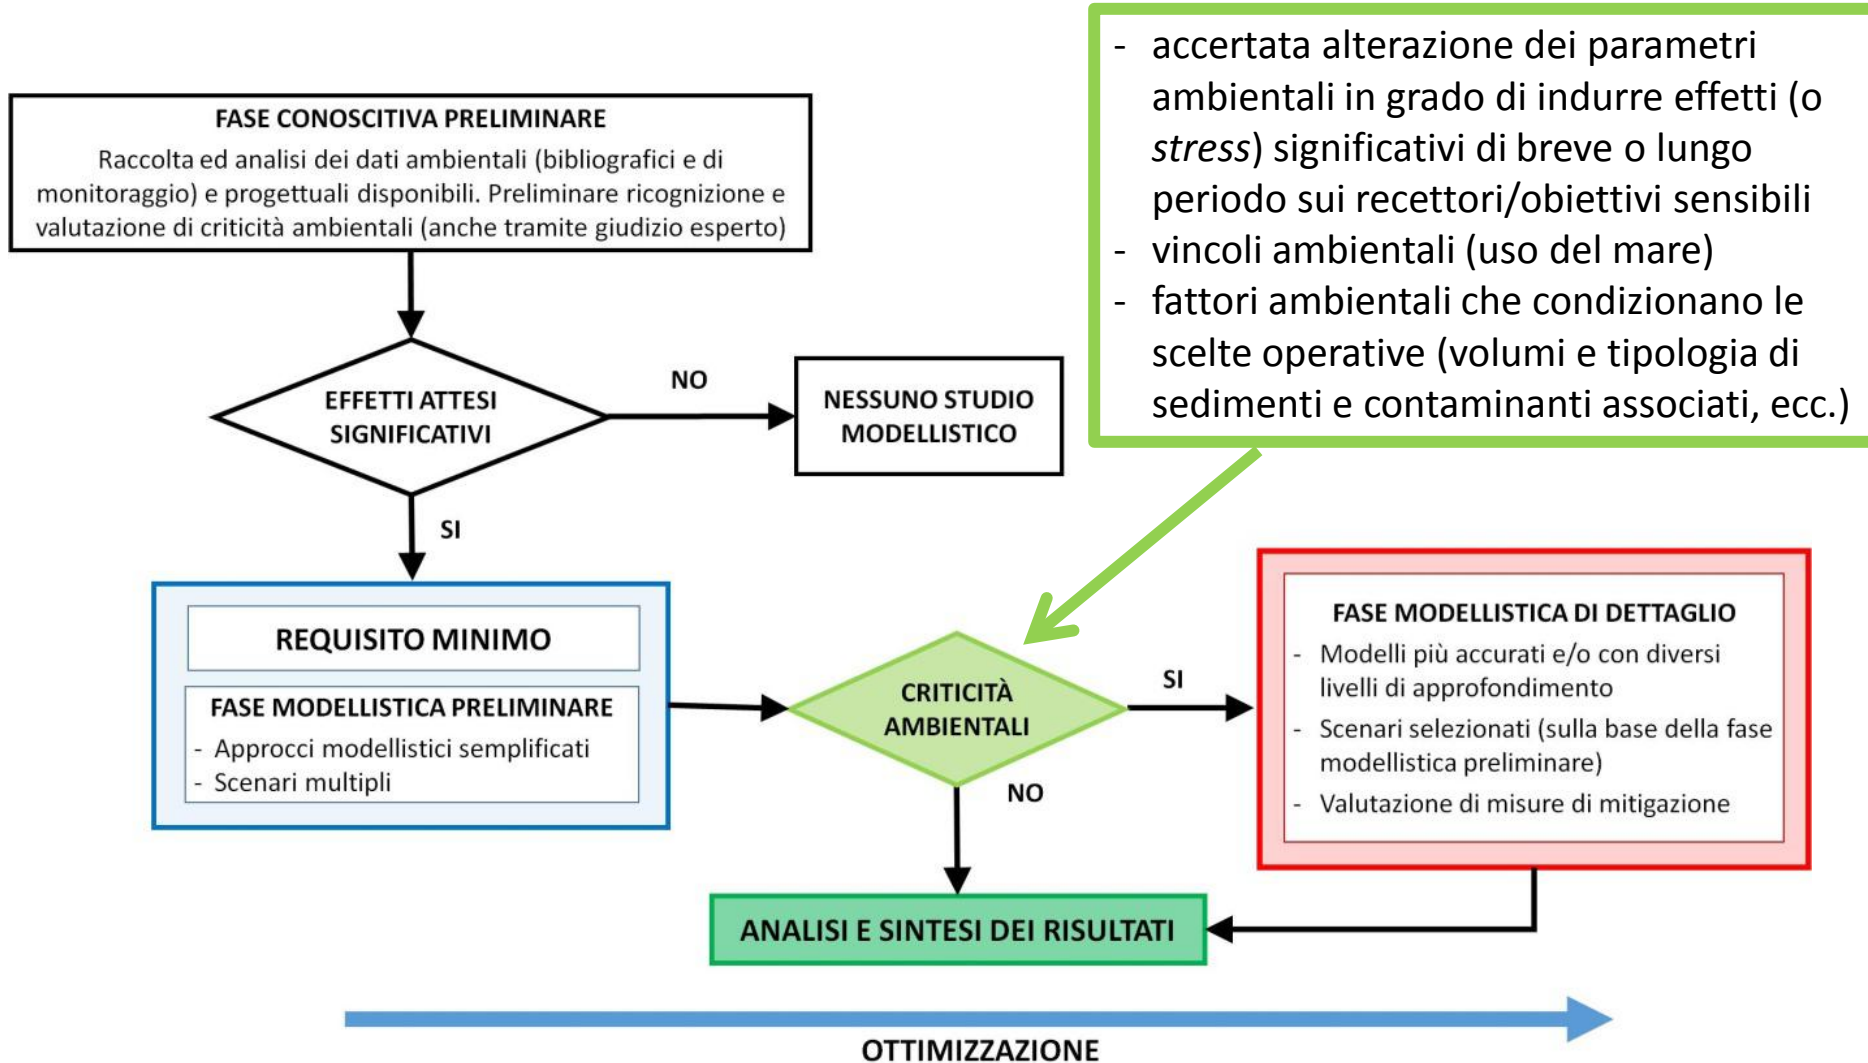 FASE CONOSCITIVA PRELIMINARE
Raccolta ed analisi dei dati ambientali (bibliografici e di
monitoraggio) e progettuali disponibili. Preliminare ricognizione e
valutazione di criticità ambientali (anche tramite giudizio esperto)
- accertata alterazione dei parametri
ambientali in grado di indurre effetti (o
stress) significativi di breve o lungo
periodo sui recettori/obiettivi sensibili
- vincoli ambientali (uso del mare)
- fattori ambientali che condizionano le
scelte operative (volumi e tipologia di
sedimenti e contaminanti associati, ecc.)
EFFETTI ATTESI
SIGNIFICATIVI
NO
NESSUNO STUDIO
MODELLISTICO
SI
REQUISITO MINIMO
FASE MODELLISTICA PRELIMINARE
- Approcci modellistici semplificati
- Scenari multipli
CRITICITÀ
AMBIENTALI
SI
NO
FASE MODELLISTICA DI DETTAGLIO
- Modelli più accurati e/o con diversi
livelli di approfondimento
- Scenari selezionati (sulla base della fase
modellistica preliminare)
- Valutazione di misure di mitigazione
ANALISI E SINTESI DEI RISULTATI
OTTIMIZZAZIONE